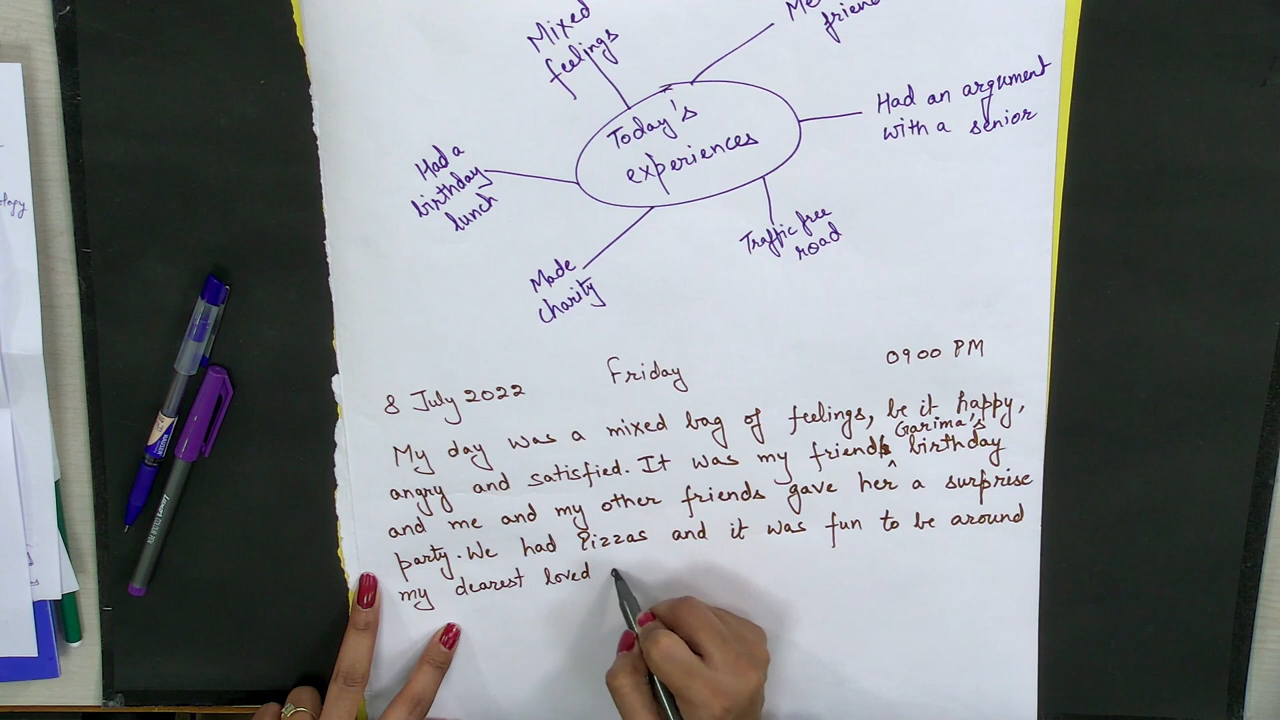 Mixed
feelings
friend
Had an argument
with a senior
Today's
experiences
Had a
birthday
lunch
Traffic free
road
Made
charity
8 July 2022 Friday 0900 PM
My day was a mixed bag of feelings, be it happy,
angry and satisfied. It was my friend Garima's birthday
and me and my other friends gave her a surprise
party. We had Pizzas and it was fun to be around
my dearest loved